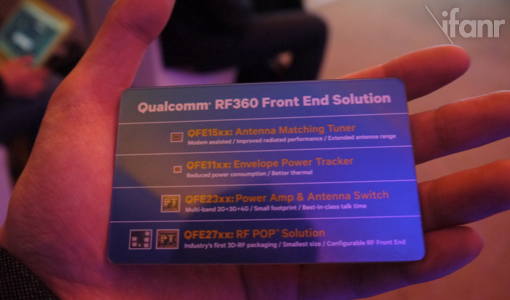 ifanr
Qualcomm® RF360 Front End Solution
QFE15xx: Antenna Matching Tuner
Modem assisted / Improved radiated performance / Extended antenna range
QFE11xx: Envelope Power Tracker
Reduced power consumption / Better thermal
QFE23xx: Power Amp & Antenna Switch
Multi-band 2G+3G+4G / Small footprint / Best-in-class talk time
QFE27xx: RF POP™ Solution
Industry's first 3D-RF packaging / Smallest size / Configurable RF Front End